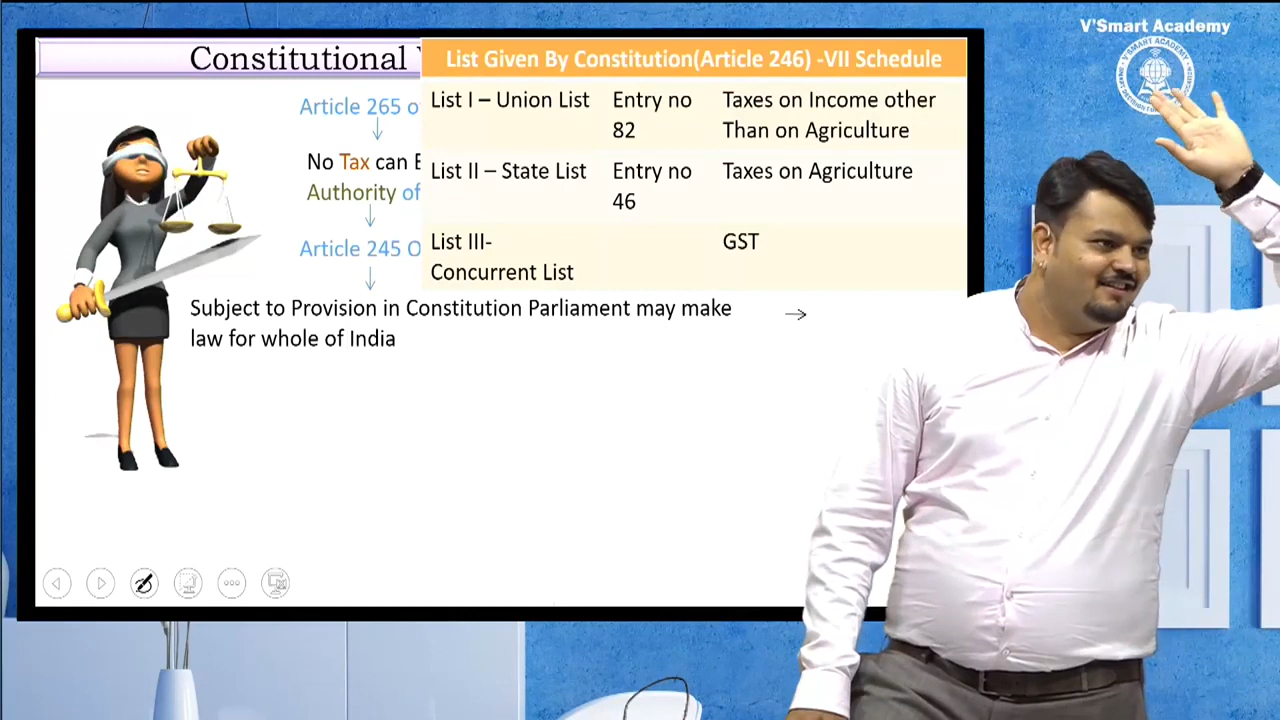 V'Smart Academy
V'SMART ACADEMY
Constitutional
List Given By Constitution(Article 246) -VII Schedule
Article 265 o
List I – Union List Entry no Taxes on Income other
82 Than on Agriculture
No Tax can
List II – State List Entry no Taxes on Agriculture
Authority of
46
Article 245 O
List III- GST
Concurrent List
Subject to Provision in Constitution Parliament may make
law for whole of India